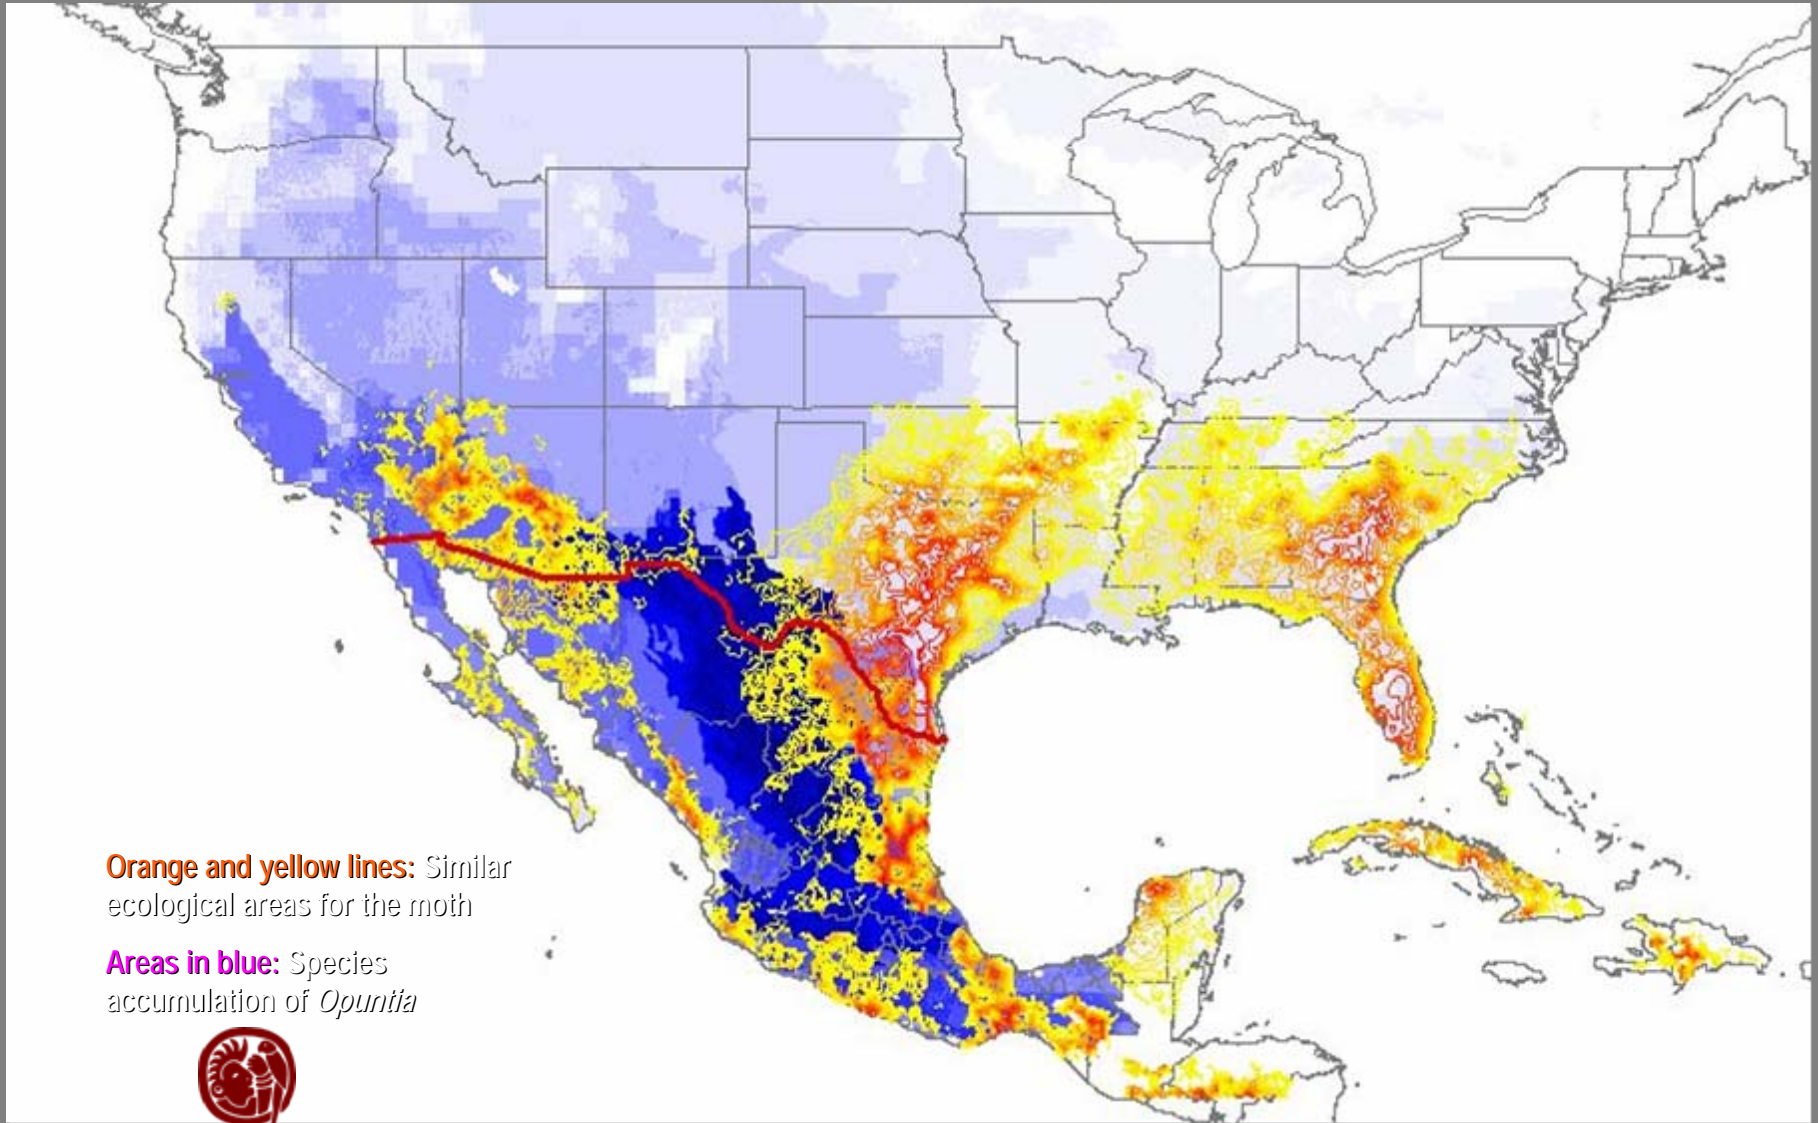 Orange and yellow lines: Similar
ecological areas for the moth
Areas in blue: Species
accumulation of Opuntia